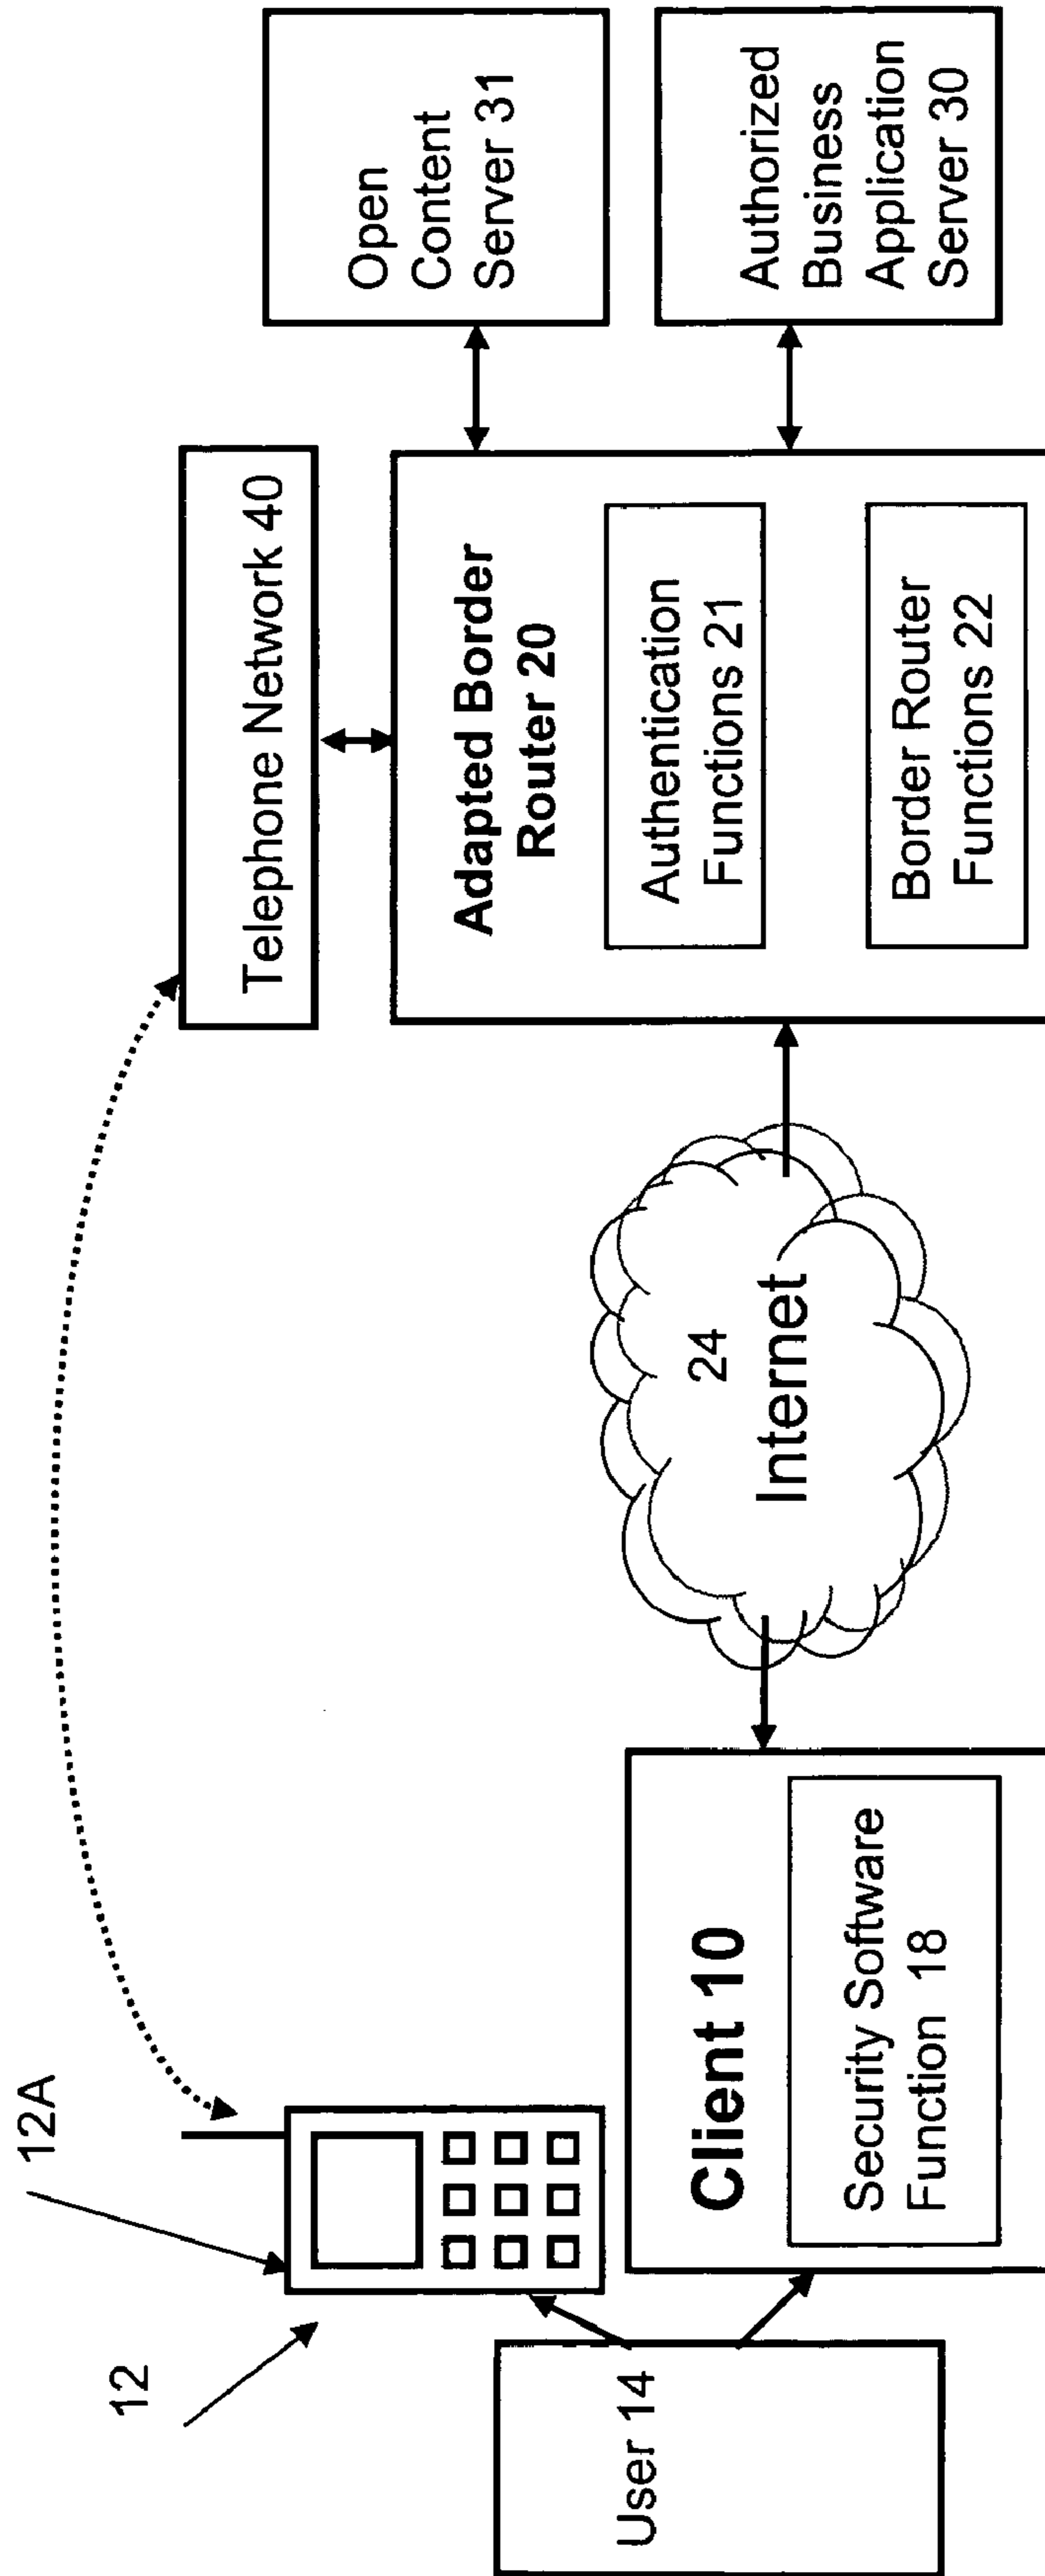 12A
12
User 14
Client 10
Security Software
Function 18
24
Internet
Telephone Network 40
Adapted Border
Router 20
Authentication
Functions 21
Border Router
Functions 22
Open
Content
Server 31
Authorized
Business
Application
Server 30